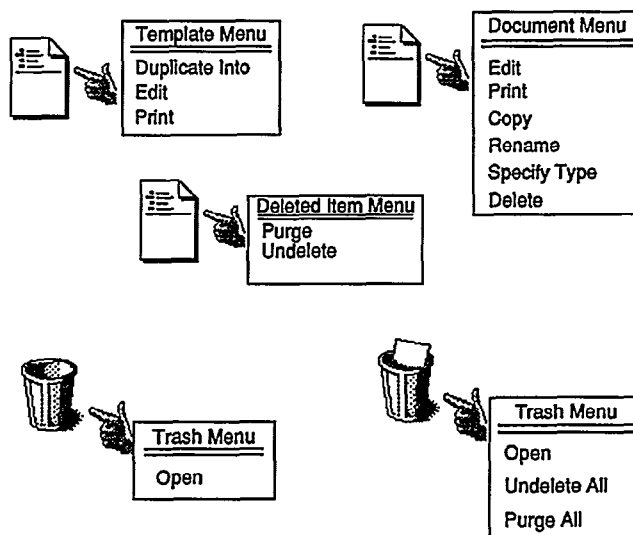 Template Menu
Duplicate Into
Edit
Print
Document Menu
Edit
Print
Copy
Rename
Specify Type
Delete
Deleted Item Menu
Purge
Undelete
Trash Menu
Open
Trash Menu
Open
Undelete All
Purge All